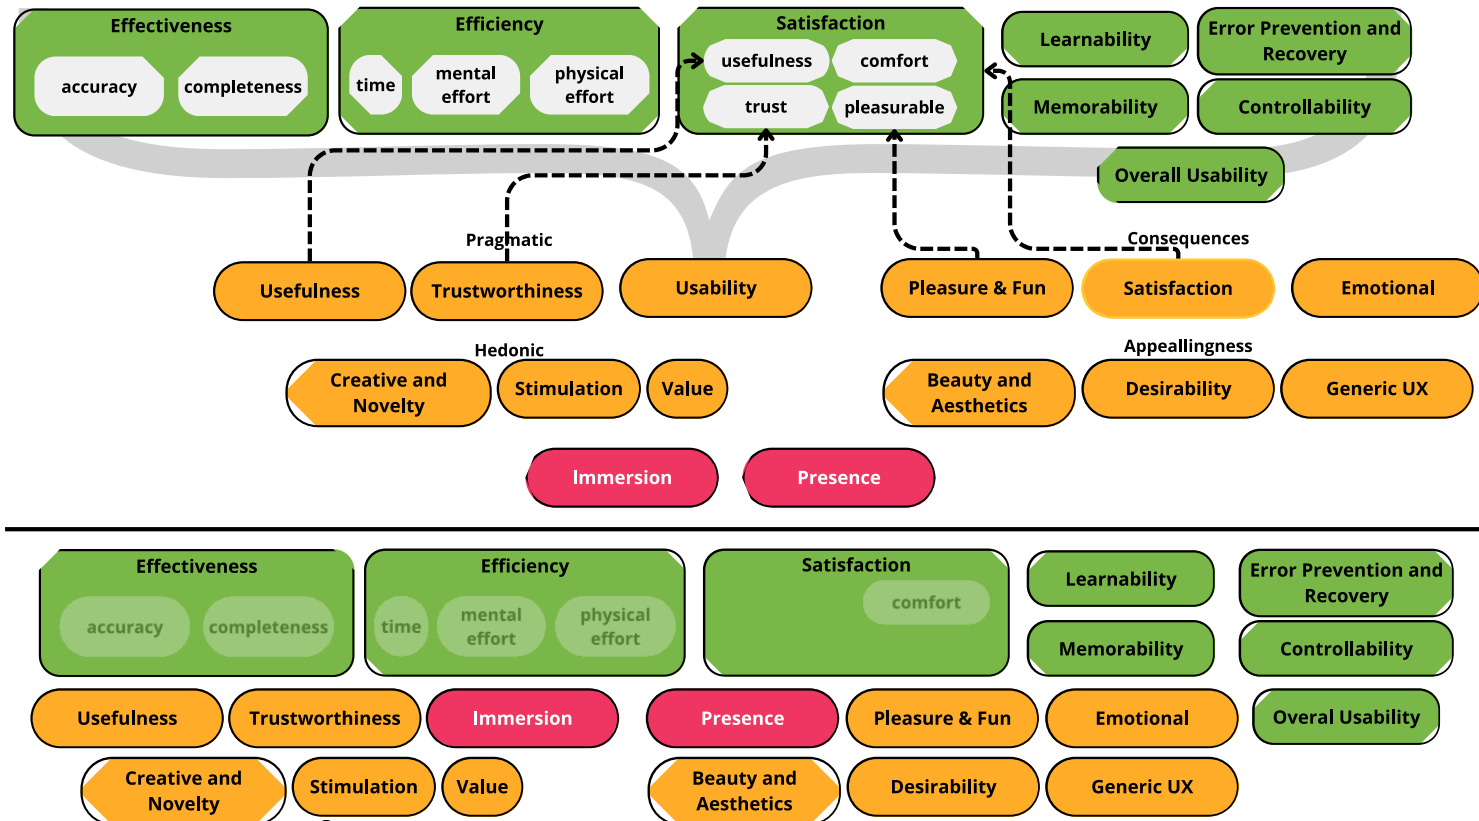 Effectiveness
accuracy
completeness
Efficiency
time
mental
effort
physical
effort
Satisfaction
usefulness
comfort
trust
pleasurable
Learnability
Error Prevention and
Recovery
Memorability
Controllability
Overall Usability
Pragmatic
Usefulness
Trustworthiness
Usability
Consequences
Pleasure & Fun
Satisfaction
Emotional
Hedonic
Creative and
Novelty
Stimulation
Value
Appeallingness
Beauty and
Aesthetics
Desirability
Generic UX
Immersion
Presence
Effectiveness
accuracy
completeness
Efficiency
time
mental
effort
physical
effort
Satisfaction
comfort
Learnability
Error Prevention and
Recovery
Memorability
Controllability
Usefulness
Trustworthiness
Immersion
Presence
Pleasure & Fun
Emotional
Overal Usability
Creative and
Novelty
Stimulation
Value
Beauty and
Aesthetics
Desirability
Generic UX